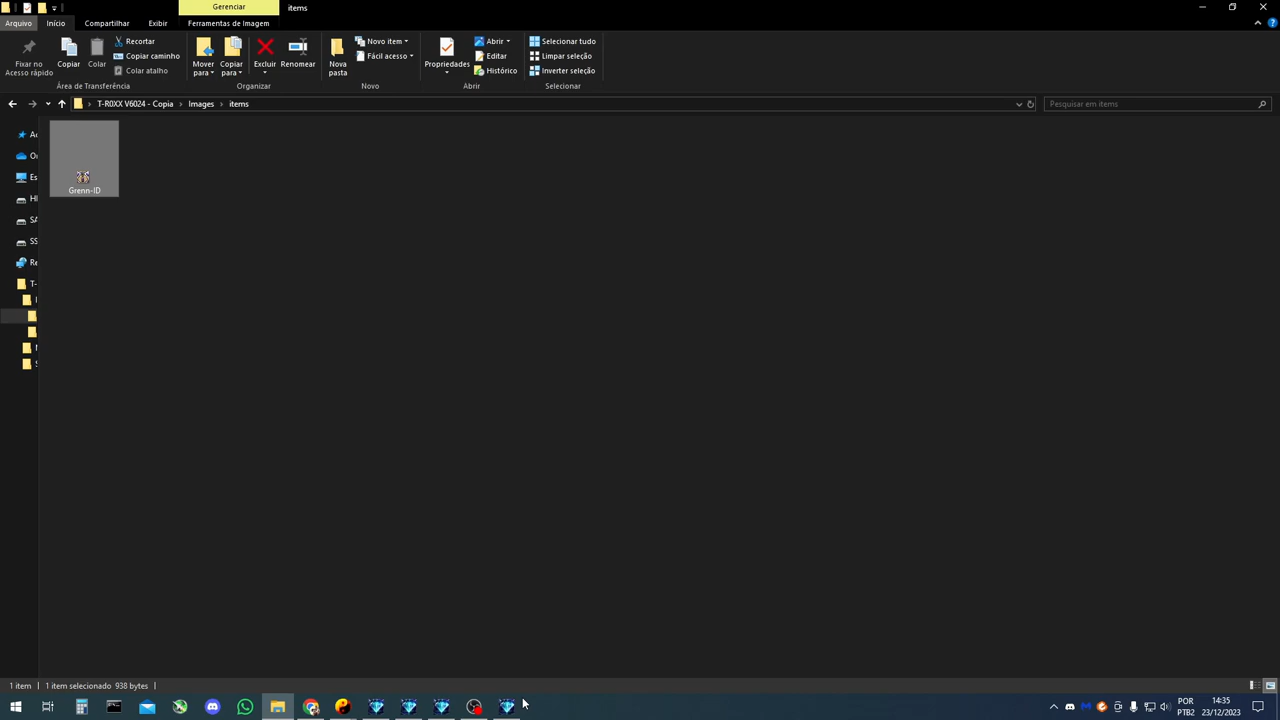 Gerenciar
items
Arquivo
Início
Compartilhar
Exibir
Ferramentas de Imagem
Fixar no
Acesso rápido
Copiar
Colar
Recortar
Copiar caminho
Colar atalho
Área de Transferência
Mover
para
Copiar
para
Excluir
Renomear
Organizar
Nova
pasta
Novo item
Fácil acesso
Novo
Propriedades
Abrir
Editar
Histórico
Abrir
Selecionar tudo
Limpar seleção
Inverter seleção
Selecionar
T-R0XX V6024 - Copia
Images
items
Pesquisar em items
Grenn-ID
1 item
1 item selecionado 938 bytes
POR
PTB2
14:35
23/12/2023